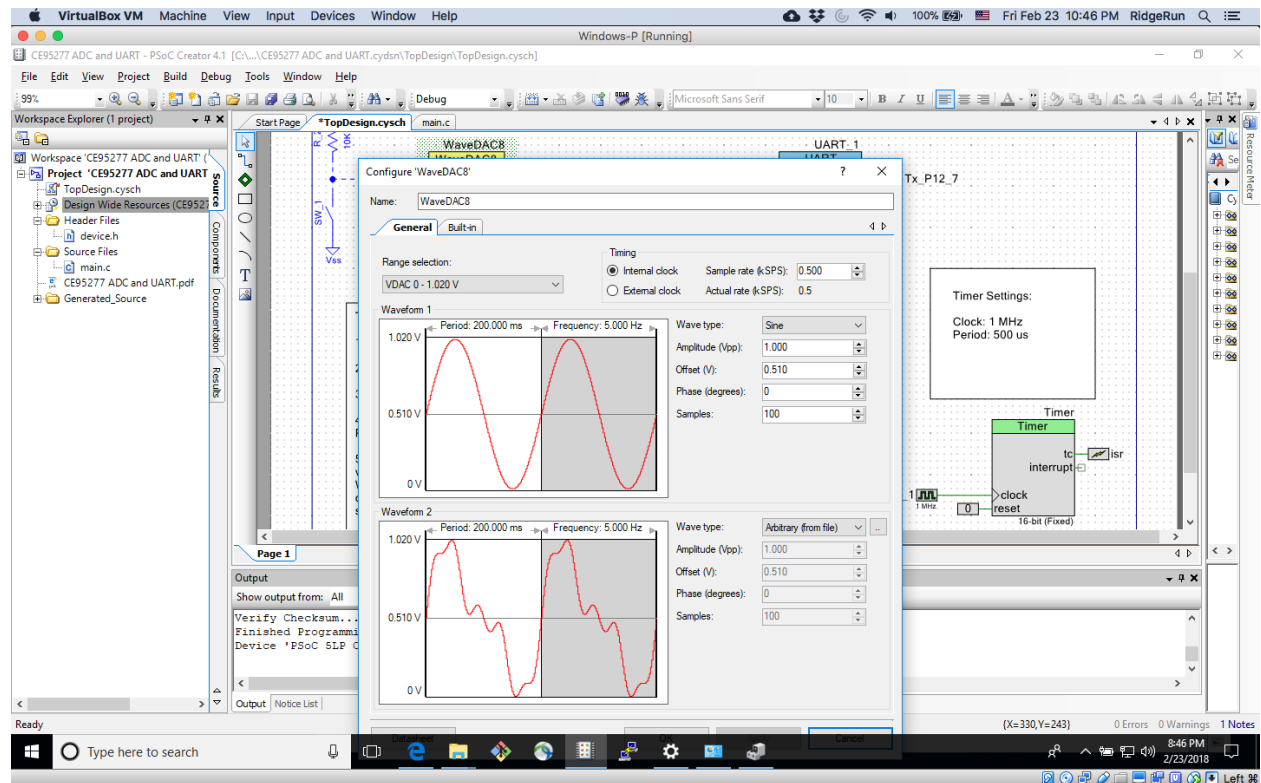 VirtualBox VM Machine View Input Devices Window Help 100% Fri Feb 23 10:46 PM RidgeRun
Windows-P [Running]
CE95277 ADC and UART - PSoC Creator 4.1 [C:\...\CE95277 ADC and UART.cydsn\TopDesign\TopDesign.cysch]
File Edit View Project Build Debug Tools Window Help
99% Debug Microsoft Sans Serif 10 B I U A
Workspace Explorer (1 project)
Start Page *TopDesign.cysch main.c
Workspace 'CE95277 ADC and UART' (
Project 'CE95277 ADC and UART
TopDesign.cysch
Design Wide Resources (CE9527
Header Files
device.h
Source Files
main.c
CE95277 ADC and UART.pdf
Generated_Source
Source
Components
Documentation
Results
R_2
10K
SW_1
Vss
WaveDAC8
UART_1
Tx_P12_7
Configure 'WaveDAC8'
? X
Name: WaveDAC8
General Built-in
Range selection:
VDAC 0 - 1.020 V
Timing
Internal clock Sample rate (kSPS): 0.500
External clock Actual rate (kSPS): 0.5
Waveform 1
Period: 200.000 ms Frequency: 5.000 Hz
1.020 V
0.510 V
0 V
Wave type: Sine
Amplitude (Vpp): 1.000
Offset (V): 0.510
Phase (degrees): 0
Samples: 100
Waveform 2
Period: 200.000 ms Frequency: 5.000 Hz
1.020 V
0.510 V
0 V
Wave type: Arbitrary (from file) ..
Amplitude (Vpp): 1.000
Offset (V): 0.510
Phase (degrees): 0
Samples: 100
Datasheet OK Cancel
Timer Settings:
Clock: 1 MHz
Period: 500 us
Timer
Timer
tc isr
interrupt
1 clock
1 MHz
0 reset
16-bit (Fixed)
Se
Cy
Resource Meter
Page 1
Output
Show output from: All
Verify Checksum...
Finished Programmi
Device 'PSoC 5LP C
Output Notice List
Ready (X=330,Y=243) 0 Errors 0 Warnings 1 Notes
Type here to search
8:46 PM
2/23/2018
Left ⌘